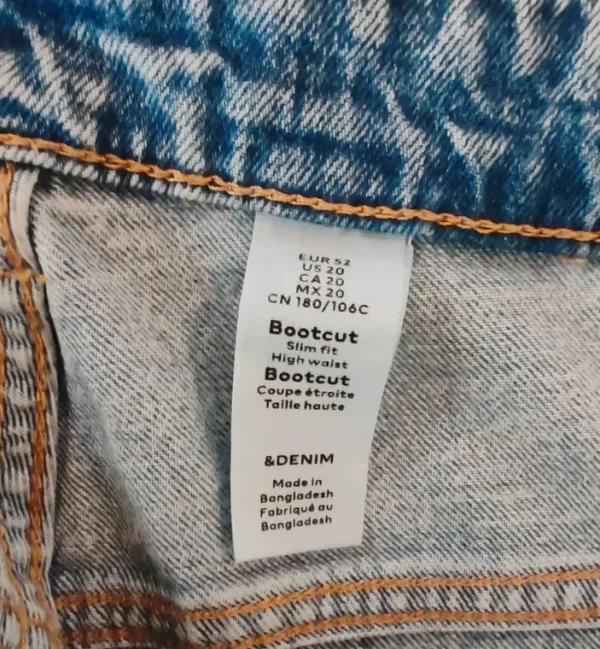 EUR 52
US 20
CA 20
MX 20
CN 180/106C
Bootcut
Slim fit
High waist
Bootcut
Coupe étroite
Taille haute
&DENIM
Made in
Bangladesh
Fabriqué au
Bangladesh